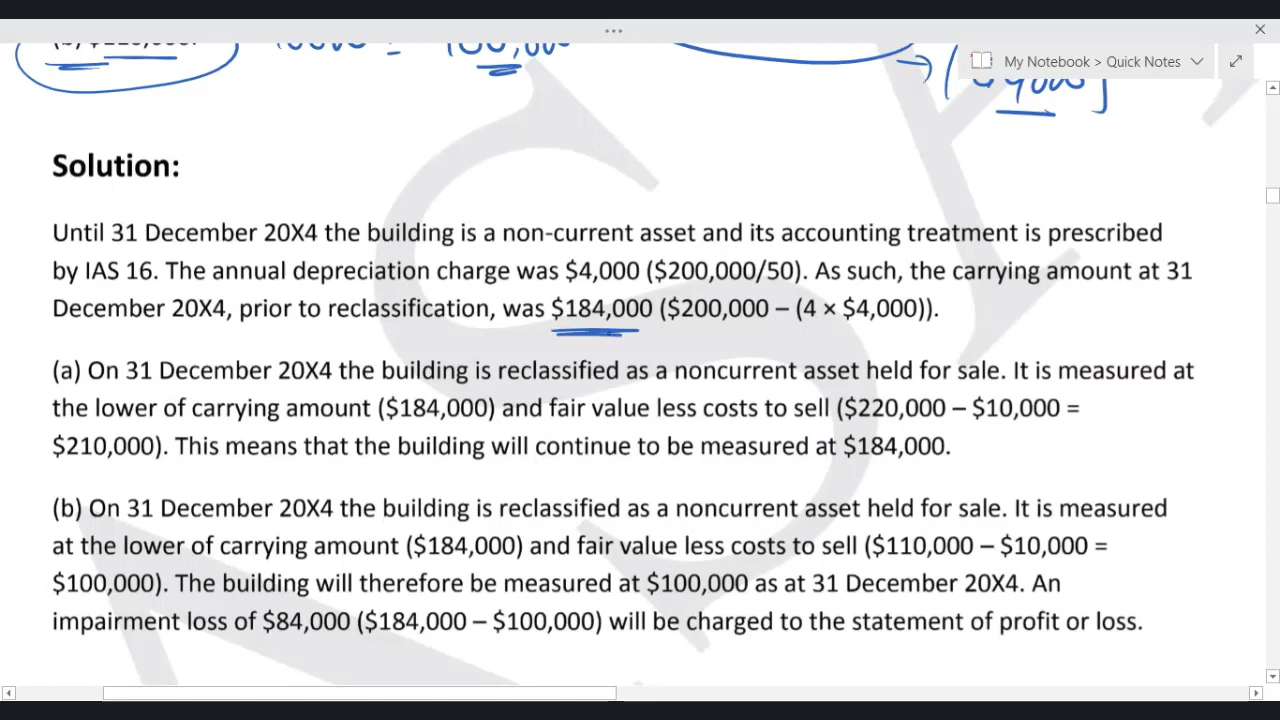 My Notebook > Quick Notes
Solution:
Until 31 December 20X4 the building is a non-current asset and its accounting treatment is prescribed
by IAS 16. The annual depreciation charge was $4,000 ($200,000/50). As such, the carrying amount at 31
December 20X4, prior to reclassification, was $184,000 ($200,000 – (4 × $4,000)).
(a) On 31 December 20X4 the building is reclassified as a noncurrent asset held for sale. It is measured at
the lower of carrying amount ($184,000) and fair value less costs to sell ($220,000 – $10,000 =
$210,000). This means that the building will continue to be measured at $184,000.
(b) On 31 December 20X4 the building is reclassified as a noncurrent asset held for sale. It is measured
at the lower of carrying amount ($184,000) and fair value less costs to sell ($110,000 – $10,000 =
$100,000). The building will therefore be measured at $100,000 as at 31 December 20X4. An
impairment loss of $84,000 ($184,000 – $100,000) will be charged to the statement of profit or loss.